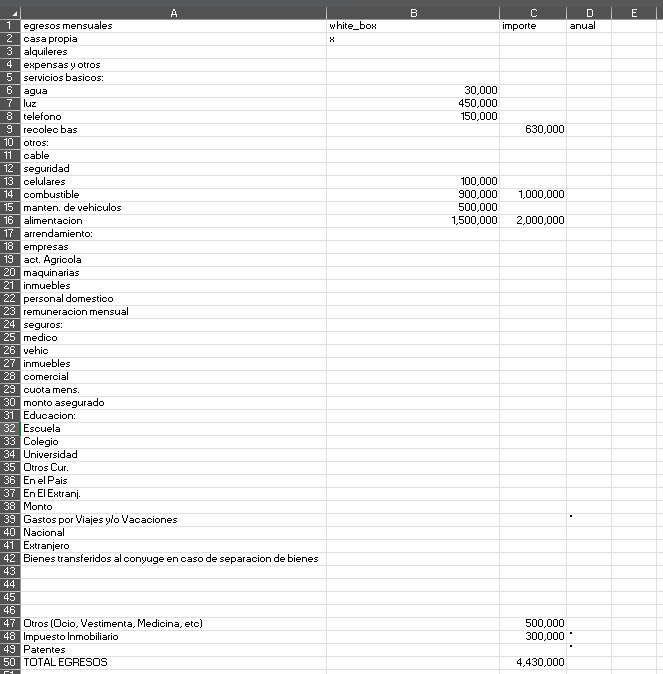 A B C D E
1 egresos mensuales white_box importe anual
2 casa propia x
3 alquileres
4 expensas y otros
5 servicios basicos:
6 agua 30,000
7 luz 450,000
8 telefono 150,000
9 recolec bas 630,000
10 otros:
11 cable
12 seguridad
13 celulares 100,000
14 combustible 900,000 1,000,000
15 manten. de vehiculos 500,000
16 alimentacion 1,500,000 2,000,000
17 arrendamiento:
18 empresas
19 act. Agricola
20 maquinarias
21 inmuebles
22 personal domestico
23 remuneracion mensual
24 seguros:
25 medico
26 vehic
27 inmuebles
28 comercial
29 cuota mens.
30 monto asegurado
31 Educacion:
32 Escuela
33 Colegio
34 Universidad
35 Otros Cur.
36 En el Pais
37 En El Extranj.
38 Monto
39 Gastos por Viajes y/o Vacaciones
40 Nacional
41 Extranjero
42 Bienes transferidos al conyuge en caso de separacion de bienes
43
44
45
46
47 Otros (Ocio, Vestimenta, Medicina, etc) 500,000
48 Impuesto Inmobiliario 300,000
49 Patentes
50 TOTAL EGRESOS 4,430,000